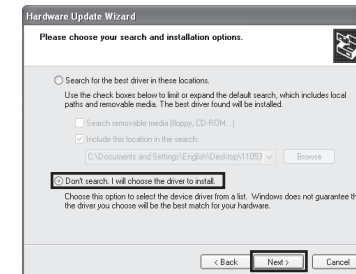 Hardware Update Wizard
Please choose your search and installation options.
Search for the best driver in these locations.
Use the check boxes below to limit or expand the default search, which includes local
paths and removable media. The best driver found will be installed.
Search removable media (floppy, CD-ROM...)
Include this location in the search:
C:\Documents and Settings\English\Desktop\11053
Browse
Don't search. I will choose the driver to install.
Choose this option to select the device driver from a list. Windows does not guarantee th
the driver you choose will be the best match for your hardware.
< Back Next > Cancel